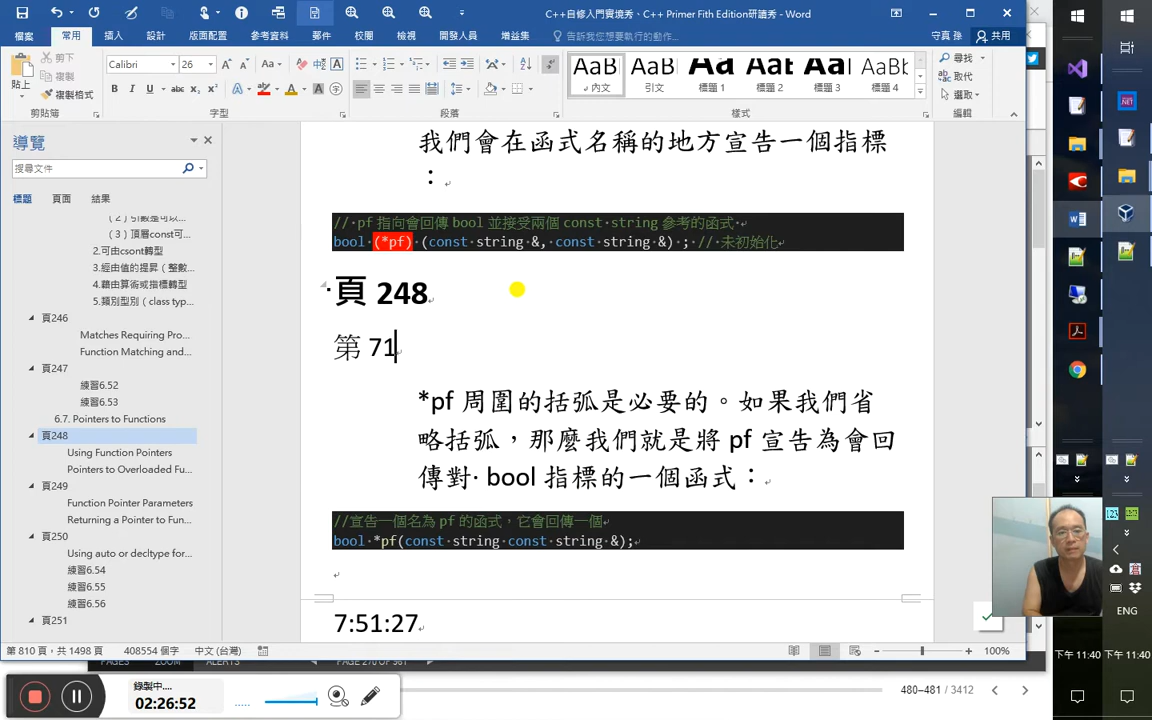 C++自修入門實境秀、C++ Primer Fith Edition研讀秀 - Word
檔案 常用 插入 設計 版面配置 參考資料 郵件 校閱 檢視 開發人員 增益集 告訴我您想要執行的動作... 守真 孫 共用
剪下
複製
複製格式
貼上
Calibri 26
尋找
取代
選取
AaB AaBb Aa AaB AaB AaBb(
內文 引文 標題 1 標題 2 標題 3 標題 4
剪貼簿 字型 段落 樣式 編輯
導覽
搜尋文件
標題 頁面 結果
(2)引數是可以...
(3)頂層const可...
2.可由csont轉型
3.經由值的提昇(整數...
4.藉由算術或指標轉型
5.類別型別(class typ...
頁246
Matches Requiring Pro...
Function Matching and...
頁247
練習6.52
練習6.53
6.7. Pointers to Functions
頁248
Using Function Pointers
Pointers to Overloaded Fu...
頁249
Function Pointer Parameters
Returning a Pointer to Fun...
頁250
Using auto or decltype for...
練習6.54
練習6.55
練習6.56
頁251
我們會在函式名稱的地方宣告一個指標
:
// pf 指向會回傳 bool 並接受兩個 const string 參考的函式
bool (*pf) (const string &, const string &) ; // 未初始化
頁 248
第 71
*pf 周圍的括弧是必要的。如果我們省
略括弧,那麼我們就是將 pf 宣告為會回
傳對 bool 指標的一個函式:
//宣告一個名為 pf 的函式,它會回傳一個
bool *pf(const string const string &);
7:51:27
第 810 頁,共 1498 頁 408554 個字 中文 (台灣) 100%
PAGES ZOOM ALERTS PAGE 270 OF 981
錄製中....
02:26:52
480–481 / 3412
ENG
下午 11:40 下午 11:40